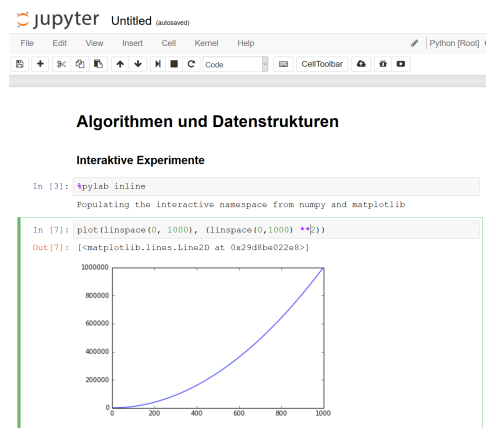 jupyter Untitled (autosaved)
File Edit View Insert Cell Kernel Help Python [Root]
Code CellToolbar
Algorithmen und Datenstrukturen
Interaktive Experimente
In [3]: %pylab inline
Populating the interactive namespace from numpy and matplotlib
In [7]: plot(linspace(0, 1000), (linspace(0,1000) **2))
Out[7]: [<matplotlib.lines.Line2D at 0x29d8be022e8>]
1000000
800000
600000
400000
200000
0
0 200 400 600 800 1000